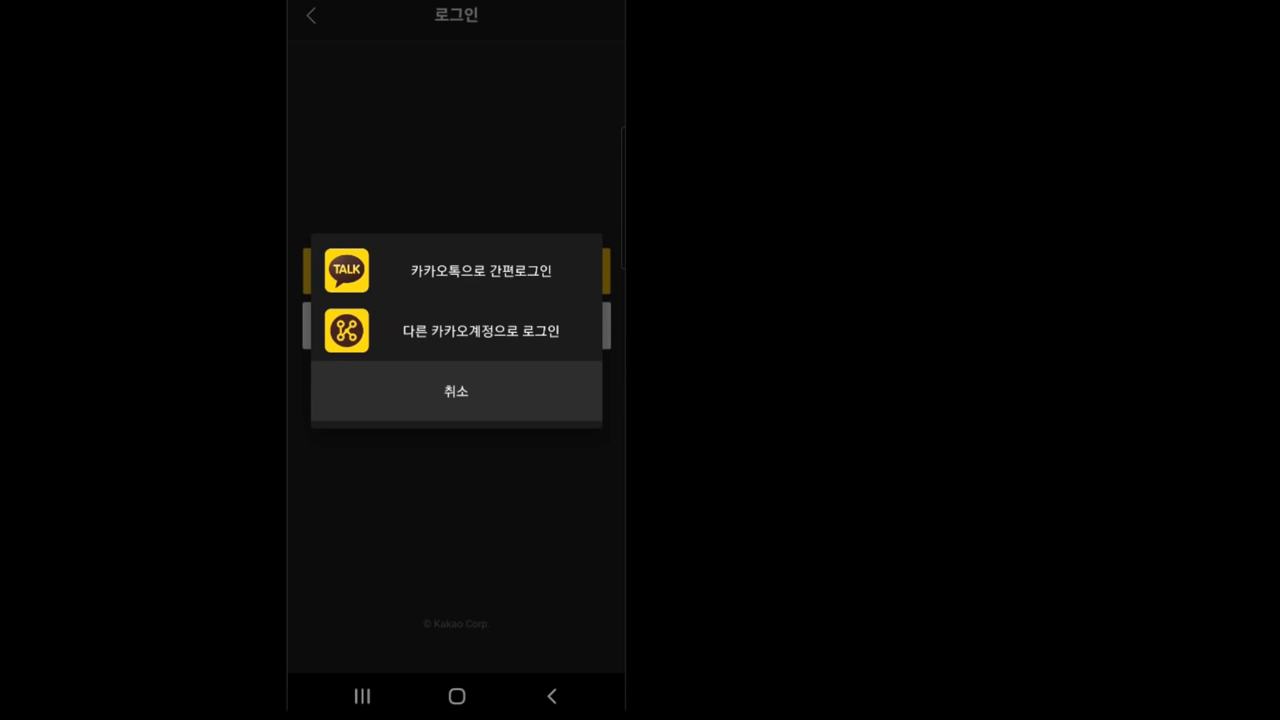 로그인
TALK
카카오톡으로 간편로그인
다른 카카오계정으로 로그인
취소
© Kakao Corp.